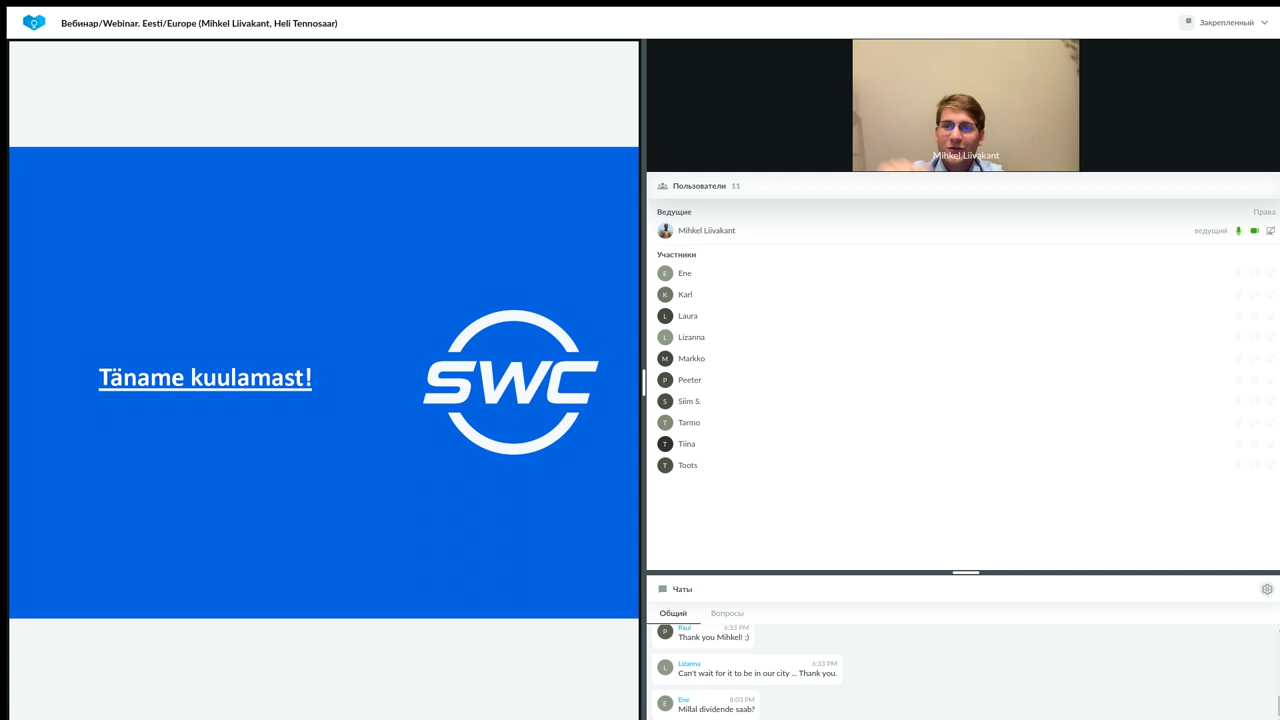 Вебинар/Webinar. Eesti/Europe (Mihkel Liivakant, Heli Tennosaar)
Закрепленный
Täname kuulamast!
SWC
Mihkel Liivakant
Пользователи 11
Ведущие Права
Mihkel Liivakant ведущий
Участники
E Ene
K Karl
L Laura
L Lizanna
M Markko
P Peeter
S Siim S.
T Tarmo
T Tiina
T Toots
Чаты
Общий Вопросы
P Paul 6:33 PM
Thank you Mihkel! ;)
L Lizanna 6:33 PM
Can't wait for it to be in our city ... Thank you.
E Ene 8:03 PM
Millal dividende saab?